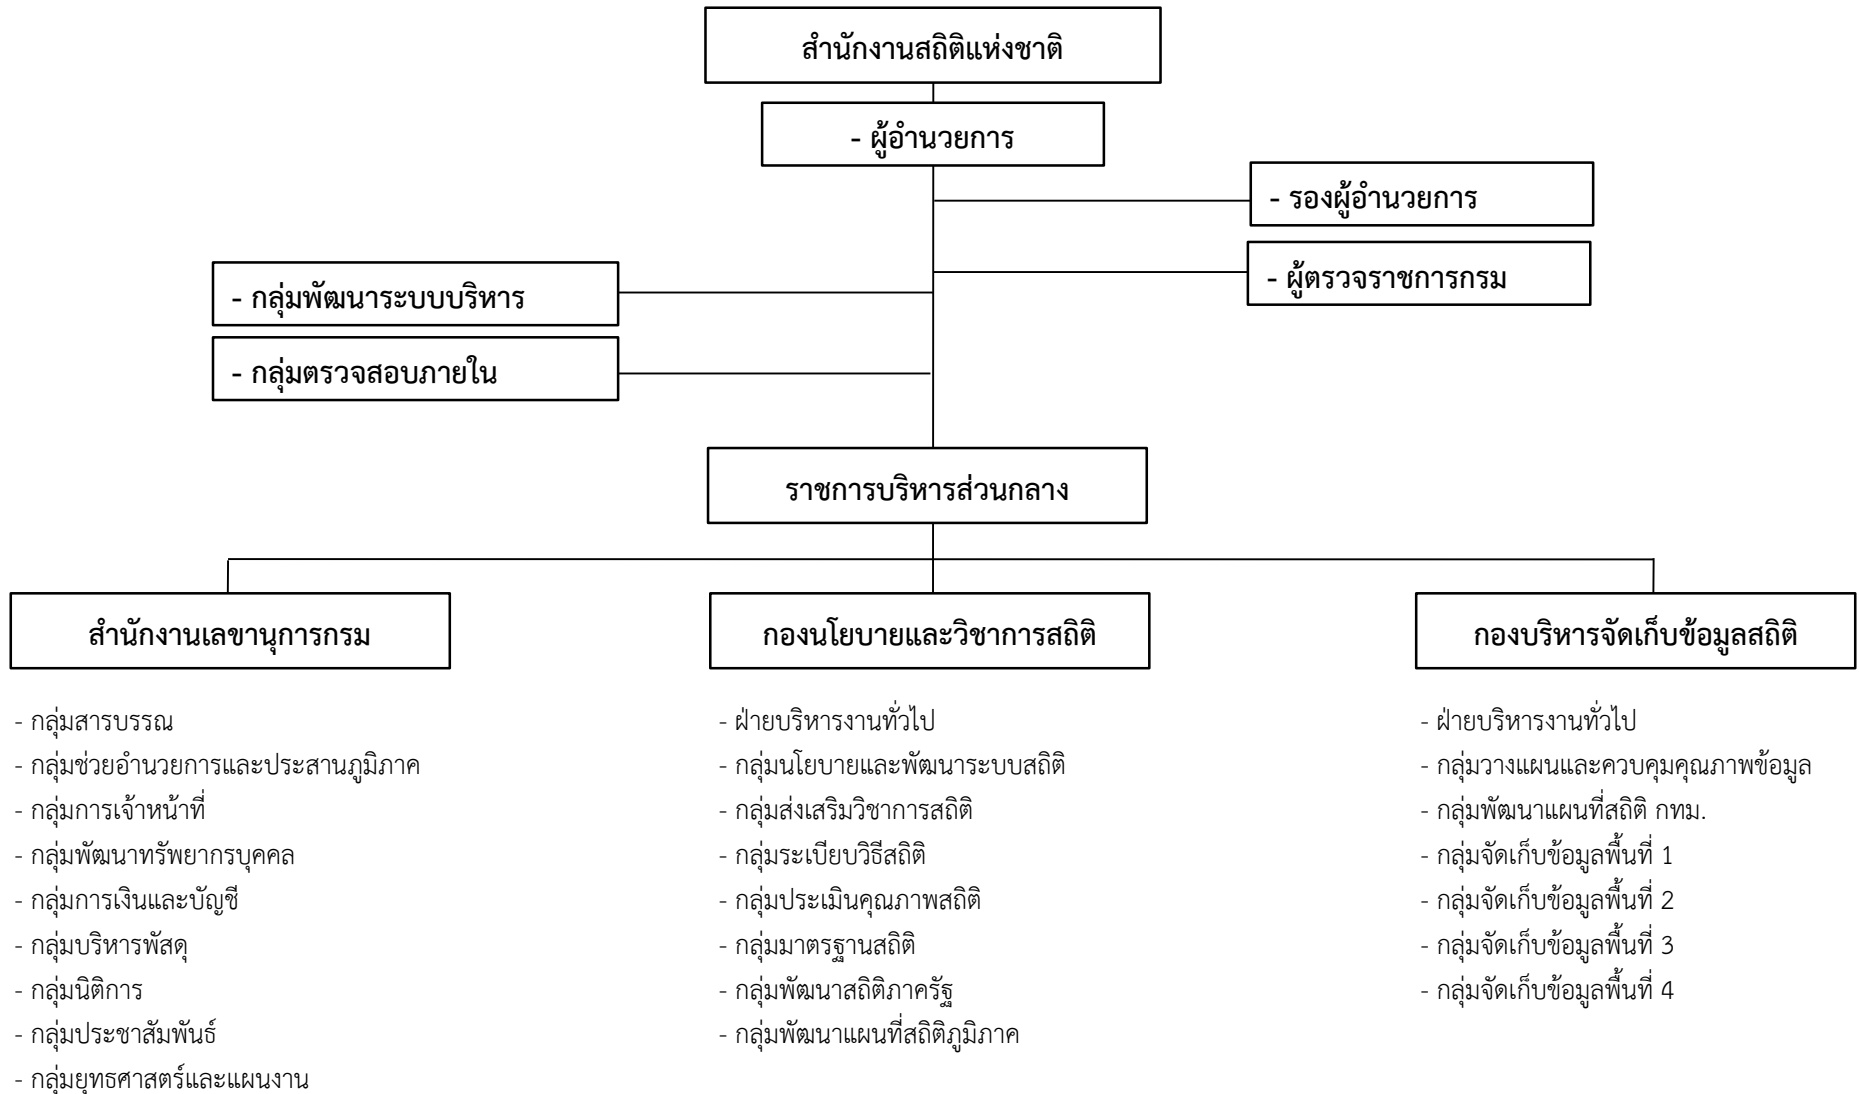 สำนักงานสถิติแห่งชาติ
- ผู้อำนวยการ
- รองผู้อำนวยการ
- ผู้ตรวจราชการกรม
- กลุ่มพัฒนาระบบบริหาร
- กลุ่มตรวจสอบภายใน
ราชการบริหารส่วนกลาง
สำนักงานเลขานุการกรม
- กลุ่มสารบรรณ
- กลุ่มช่วยอำนวยการและประสานภูมิภาค
- กลุ่มการเจ้าหน้าที่
- กลุ่มพัฒนาทรัพยากรบุคคล
- กลุ่มการเงินและบัญชี
- กลุ่มบริหารพัสดุ
- กลุ่มนิติการ
- กลุ่มประชาสัมพันธ์
- กลุ่มยุทธศาสตร์และแผนงาน
กองนโยบายและวิชาการสถิติ
- ฝ่ายบริหารงานทั่วไป
- กลุ่มนโยบายและพัฒนาระบบสถิติ
- กลุ่มส่งเสริมวิชาการสถิติ
- กลุ่มระเบียบวิธีสถิติ
- กลุ่มประเมินคุณภาพสถิติ
- กลุ่มมาตรฐานสถิติ
- กลุ่มพัฒนาสถิติภาครัฐ
- กลุ่มพัฒนาแผนที่สถิติภูมิภาค
กองบริหารจัดเก็บข้อมูลสถิติ
- ฝ่ายบริหารงานทั่วไป
- กลุ่มวางแผนและควบคุมคุณภาพข้อมูล
- กลุ่มพัฒนาแผนที่สถิติ กทม.
- กลุ่มจัดเก็บข้อมูลพื้นที่ 1
- กลุ่มจัดเก็บข้อมูลพื้นที่ 2
- กลุ่มจัดเก็บข้อมูลพื้นที่ 3
- กลุ่มจัดเก็บข้อมูลพื้นที่ 4